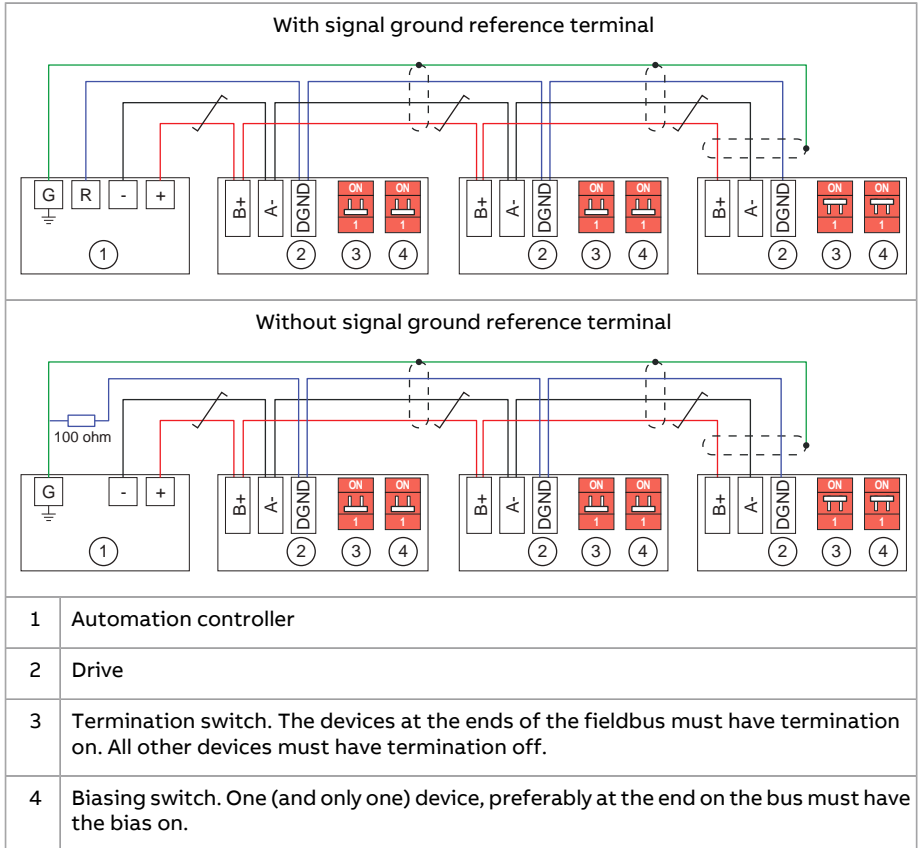 With signal ground reference terminal
G R - + B+ A- DGND ON ON B+ A- DGND ON ON B+ A- DGND ON ON
1 1 1 1 1 1
1 2 3 4 2 3 4 2 3 4
Without signal ground reference terminal
100 ohm
G - + B+ A- DGND ON ON B+ A- DGND ON ON B+ A- DGND ON ON
1 1 1 1 1 1
1 2 3 4 2 3 4 2 3 4
1 Automation controller
2 Drive
3 Termination switch. The devices at the ends of the fieldbus must have termination
on. All other devices must have termination off.
4 Biasing switch. One (and only one) device, preferably at the end on the bus must have
the bias on.